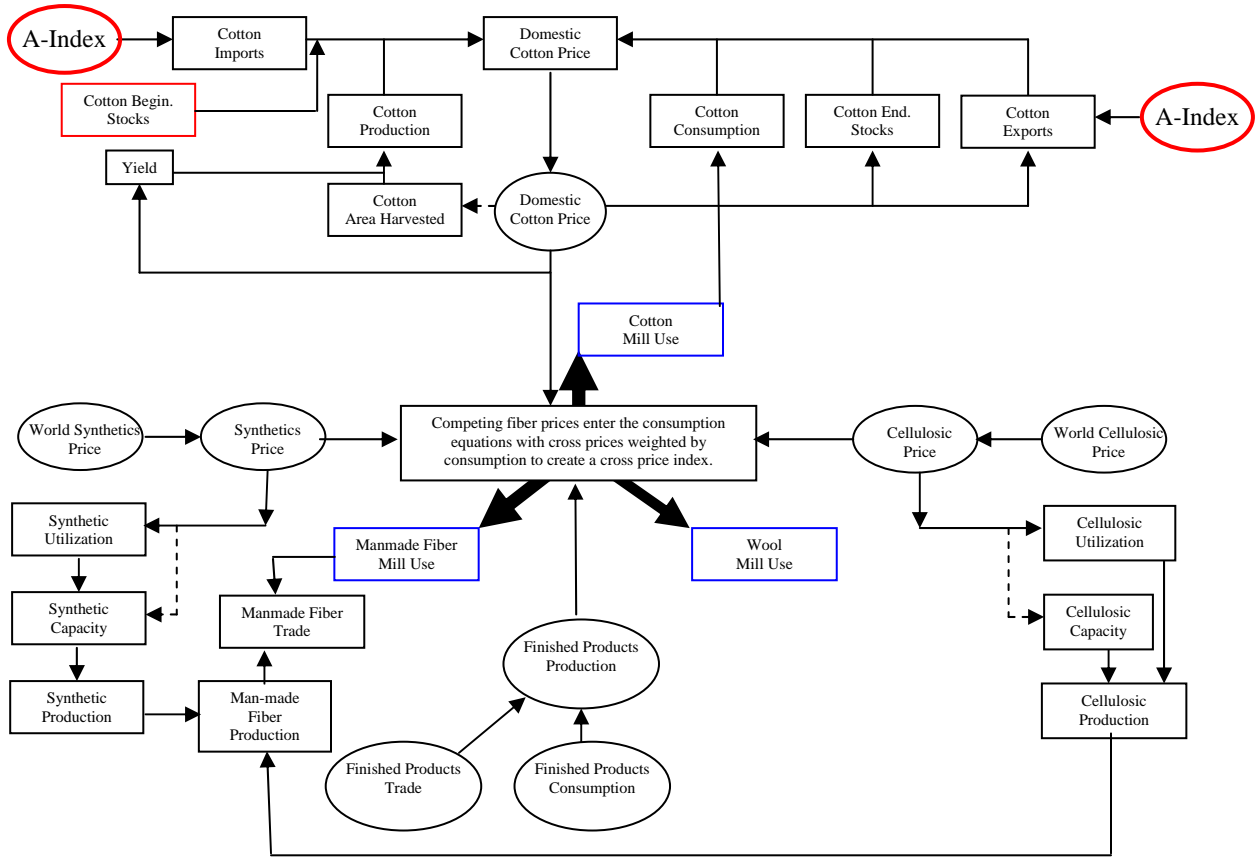 A-Index
Cotton
Imports
Domestic
Cotton Price
Cotton Begin.
Stocks
Cotton
Production
Cotton
Consumption
Cotton End.
Stocks
Cotton
Exports
A-Index
Yield
Cotton
Area Harvested
Domestic
Cotton Price
Cotton
Mill Use
World Synthetics
Price
Synthetics
Price
Competing fiber prices enter the consumption
equations with cross prices weighted by
consumption to create a cross price index.
Cellulosic
Price
World Cellulosic
Price
Synthetic
Utilization
Manmade Fiber
Mill Use
Wool
Mill Use
Cellulosic
Utilization
Synthetic
Capacity
Manmade Fiber
Trade
Cellulosic
Capacity
Finished Products
Production
Synthetic
Production
Man-made
Fiber
Production
Cellulosic
Production
Finished Products
Trade
Finished Products
Consumption